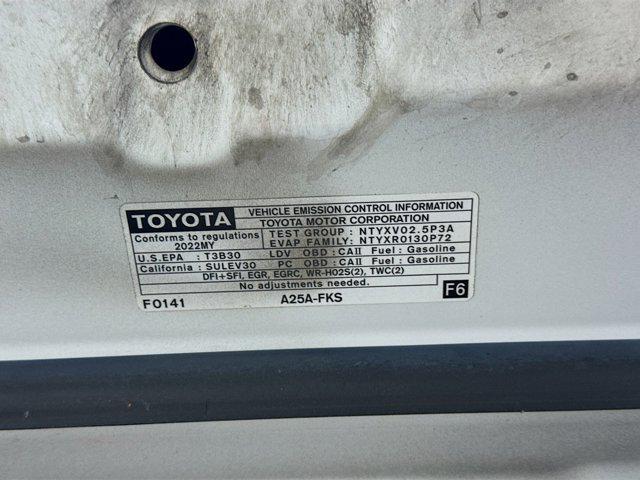 TOYOTA
VEHICLE EMISSION CONTROL INFORMATION
TOYOTA MOTOR CORPORATION
Conforms to regulations
2022MY
TEST GROUP : NTYXV02.5P3A
EVAP FAMILY: NTYXR0130P72
U.S.EPA : T3B30 LDV OBD : CAII Fuel : Gasoline
California : SULEV30 PC OBD : CAII Fuel : Gasoline
DFI+SFI, EGR, EGRC, WR-HO2S(2), TWC(2)
No adjustments needed.
F0141 A25A-FKS F6